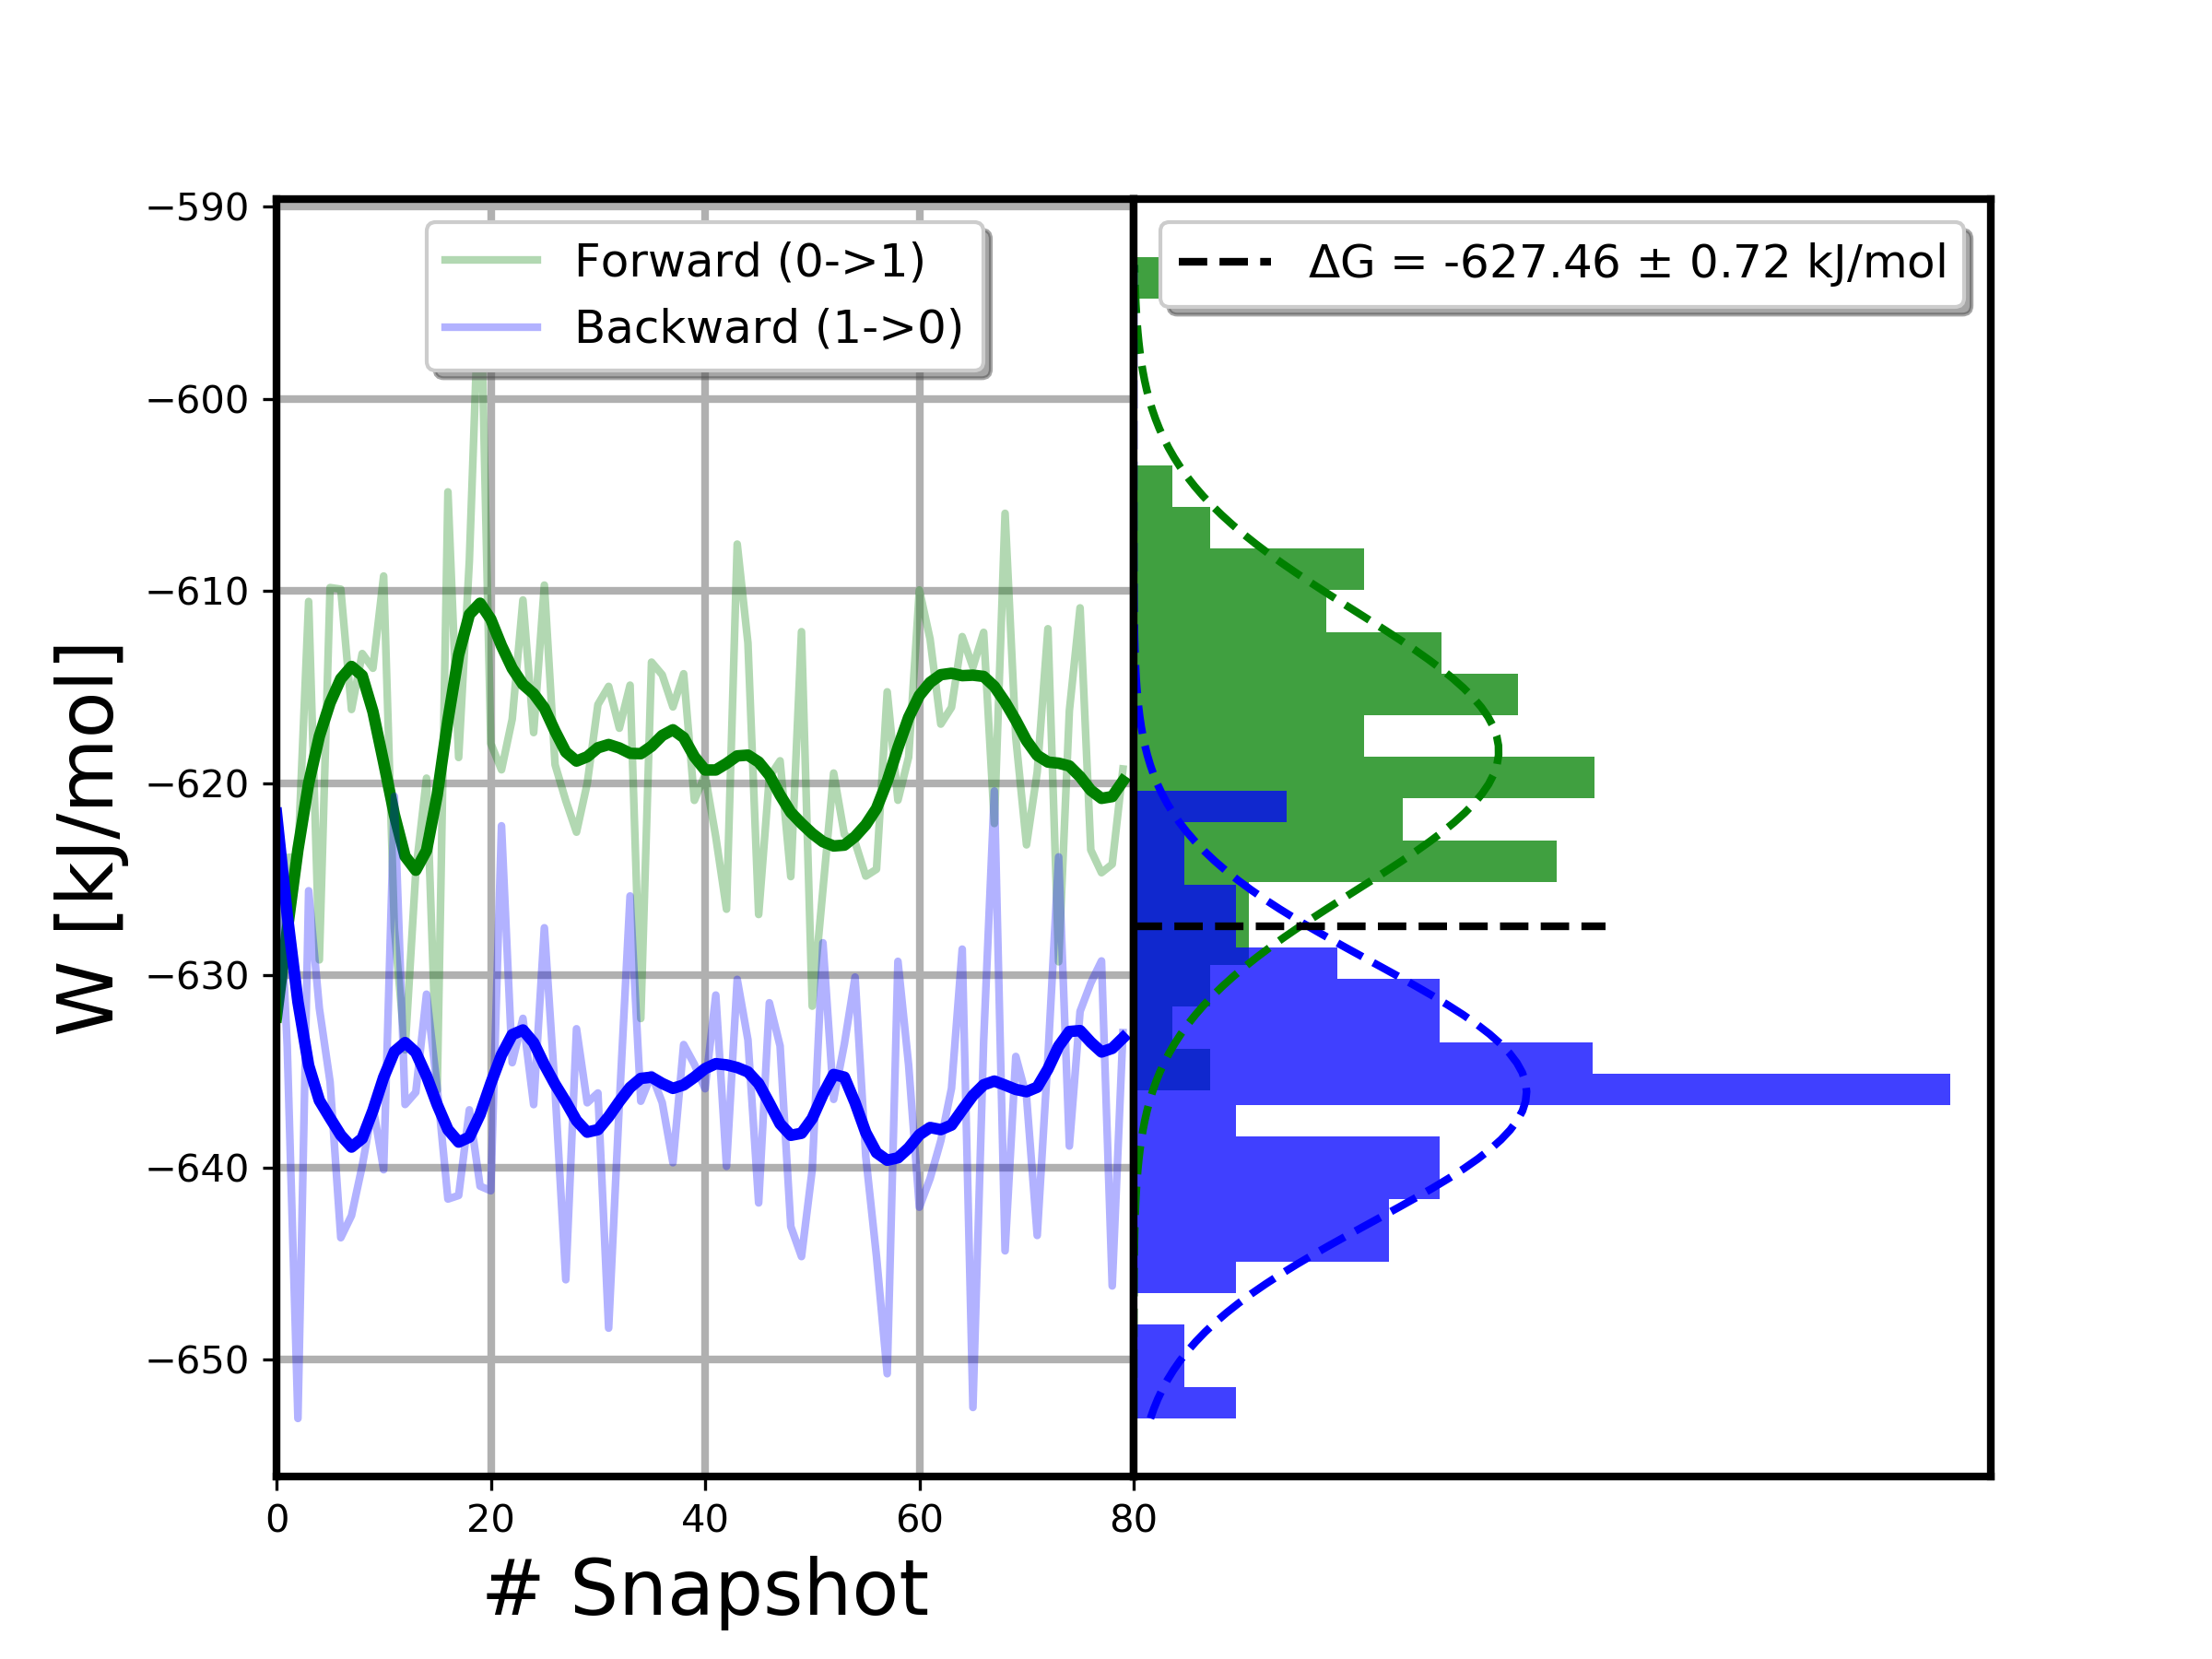 −590
−600
−610
−620
−630
−640
−650
W [kJ/mol]
Forward (0->1)
Backward (1->0)
ΔG = -627.46 ± 0.72 kJ/mol
0
20
40
60
80
# Snapshot